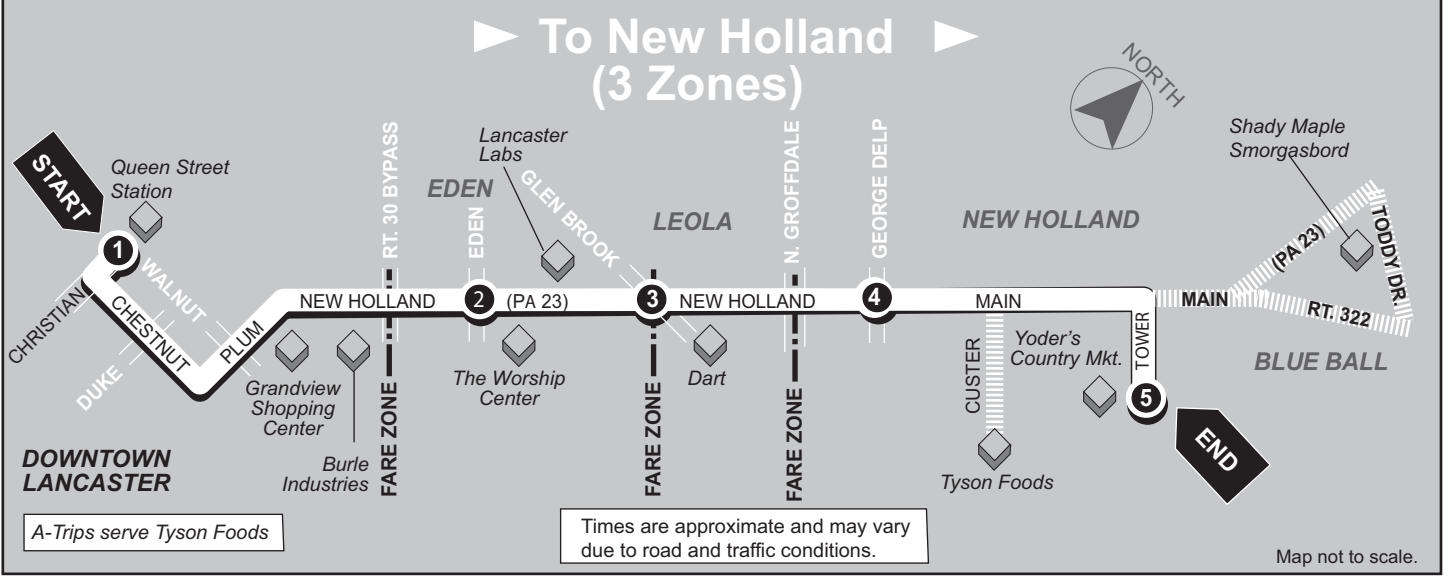 To New Holland
(3 Zones)
NORTH
START
Queen Street
Station
1
WALNUT
CHRISTIAN
CHESTNUT
DUKE
PLUM
DOWNTOWN
LANCASTER
A-Trips serve Tyson Foods
NEW HOLLAND
Grandview
Shopping
Center
Burle
Industries
RT. 30 BYPASS
FARE ZONE
EDEN
EDEN
2
(PA 23)
Lancaster
Labs
The Worship
Center
GLEN BROOK
LEOLA
3
FARE ZONE
NEW HOLLAND
Dart
N. GROFFDALE
FARE ZONE
GEORGE DELP
4
NEW HOLLAND
MAIN
CUSTER
Tyson Foods
Yoder's
Country Mkt.
TOWER
5
END
MAIN
(PA 23)
Shady Maple
Smorgasbord
TODDY DR.
RT. 322
BLUE BALL
Times are approximate and may vary
due to road and traffic conditions.
Map not to scale.